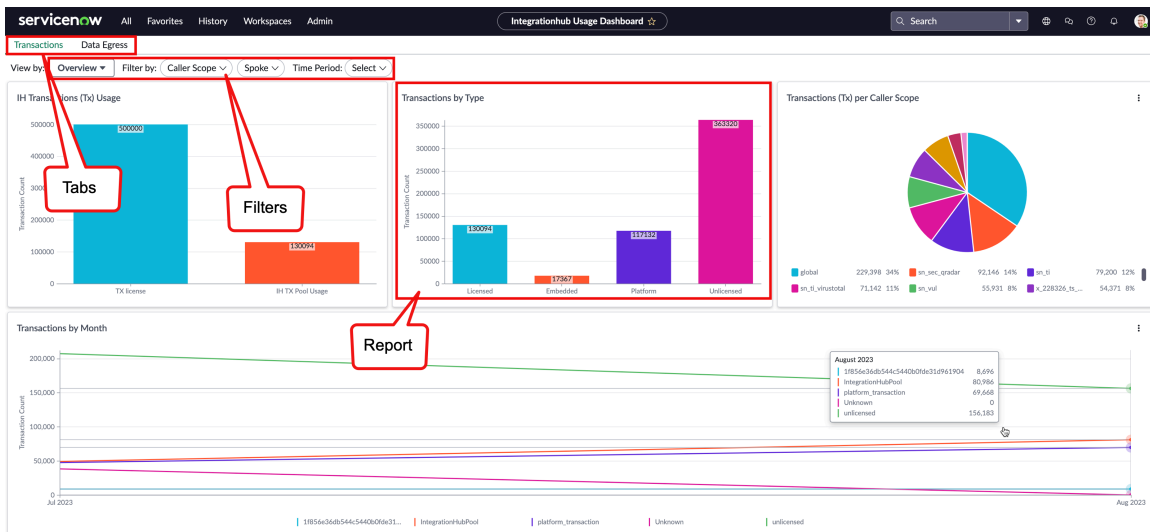 servicenow All Favorites History Workspaces Admin Integrationhub Usage Dashboard Search
Transactions Data Egress
View by: Overview Filter by: Caller Scope Spoke Time Period: Select
IH Transactions (Tx) Usage
Transaction Count
500000
400000
300000
200000
100000
0
500000
130094
TX license IH TX Pool Usage
Tabs
Filters
Transactions by Type
Transaction Count
350000
300000
250000
200000
150000
100000
50000
0
130094
17367
117132
363320
Licensed Embedded Platform Unlicensed
Report
Transactions (Tx) per Caller Scope
global 229,398 34% sn_sec_qradar 92,146 14% sn_ti 79,200 12%
sn_ti_virustotal 71,142 11% sn_vul 55,931 8% x_228326_ts_... 54,371 8%
Transactions by Month
Transaction Count
200,000
150,000
100,000
50,000
0
Jul 2023 Aug 2023
August 2023
1f856e36db544c5440b0fde31d961904 8,696
IntegrationHubPool 80,986
platform_transaction 69,668
Unknown 0
unlicensed 156,183
1f856e36db544c5440b0fde31... IntegrationHubPool platform_transaction Unknown unlicensed